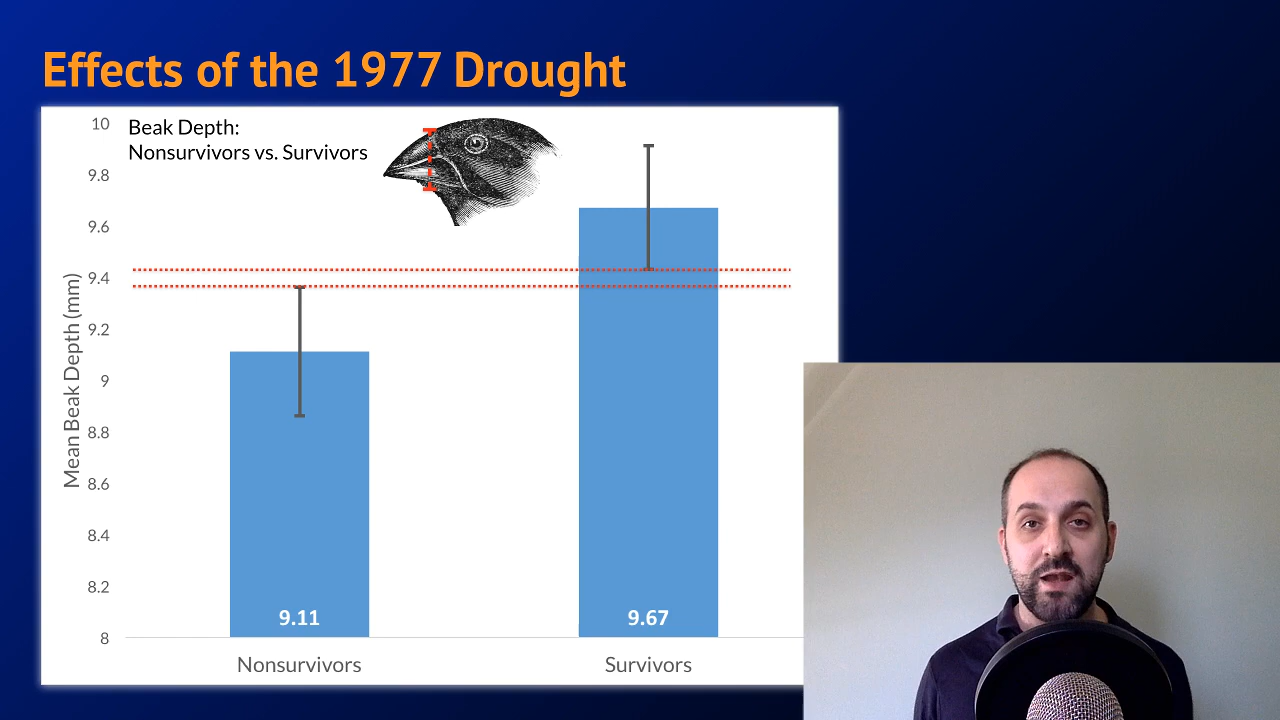 Effects of the 1977 Drought
Beak Depth:
Nonsurvivors vs. Survivors
Mean Beak Depth (mm)
10
9.8
9.6
9.4
9.2
9
8.8
8.6
8.4
8.2
8
9.11
9.67
Nonsurvivors
Survivors